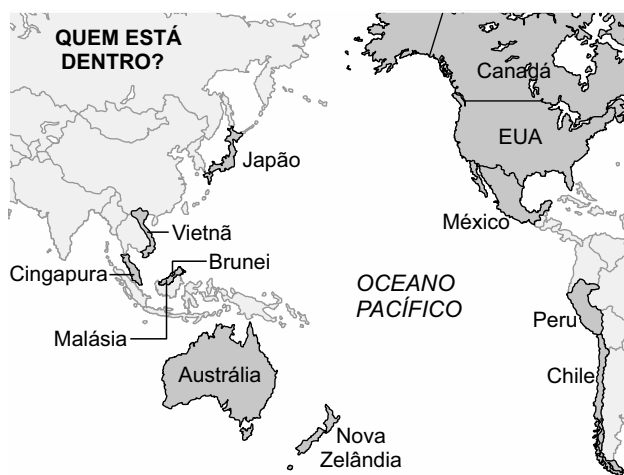 QUEM ESTÁ
DENTRO?
Canadá
EUA
Japão
México
Vietnã
Brunei
Cingapura
OCEANO
PACÍFICO
Peru
Malásia
Austrália
Chile
Nova
Zelândia